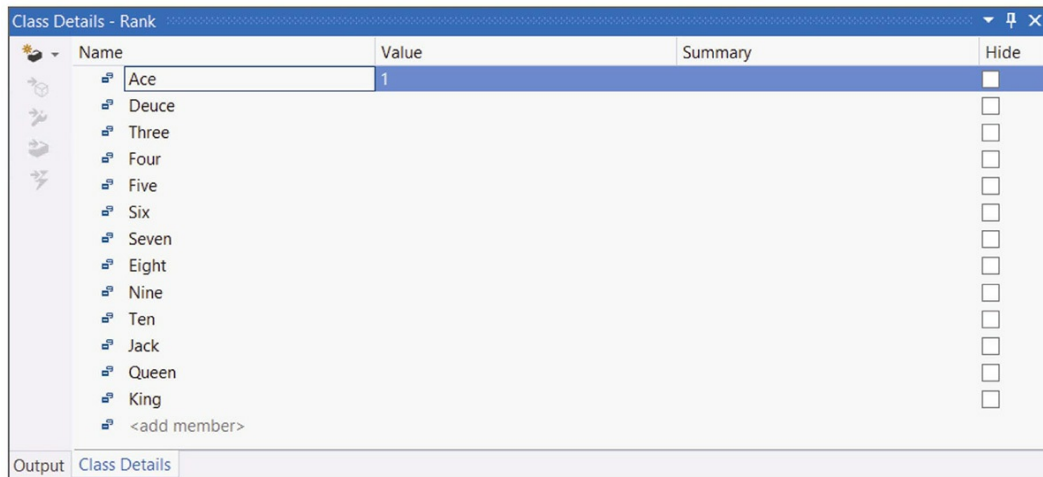 Class Details - Rank
Name Value Summary Hide
Ace 1
Deuce
Three
Four
Five
Six
Seven
Eight
Nine
Ten
Jack
Queen
King
<add member>
Output Class Details